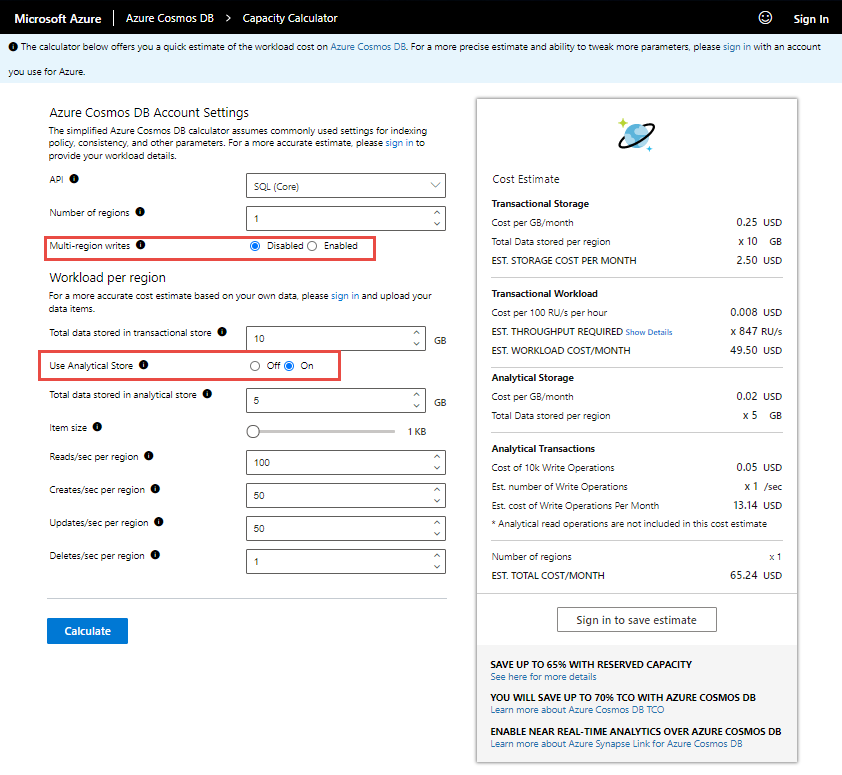 Microsoft Azure Azure Cosmos DB > Capacity Calculator Sign In
The calculator below offers you a quick estimate of the workload cost on Azure Cosmos DB. For a more precise estimate and ability to tweak more parameters, please sign in with an account
you use for Azure.
Azure Cosmos DB Account Settings
The simplified Azure Cosmos DB calculator assumes commonly used settings for indexing
policy, consistency, and other parameters. For a more accurate estimate, please sign in to
provide your workload details.
API SQL (Core)
Number of regions 1
Multi-region writes Disabled Enabled
Workload per region
For a more accurate cost estimate based on your own data, please sign in and upload your
data items.
Total data stored in transactional store 10 GB
Use Analytical Store Off On
Total data stored in analytical store 5 GB
Item size 1 KB
Reads/sec per region 100
Creates/sec per region 50
Updates/sec per region 50
Deletes/sec per region 1
Calculate
Cost Estimate
Transactional Storage
Cost per GB/month 0.25 USD
Total Data stored per region x 10 GB
EST. STORAGE COST PER MONTH 2.50 USD
Transactional Workload
Cost per 100 RU/s per hour 0.008 USD
EST. THROUGHPUT REQUIRED Show Details x 847 RU/s
EST. WORKLOAD COST/MONTH 49.50 USD
Analytical Storage
Cost per GB/month 0.02 USD
Total Data stored per region x 5 GB
Analytical Transactions
Cost of 10k Write Operations 0.05 USD
Est. number of Write Operations x 1 /sec
Est. cost of Write Operations Per Month 13.14 USD
* Analytical read operations are not included in this cost estimate
Number of regions x 1
EST. TOTAL COST/MONTH 65.24 USD
Sign in to save estimate
SAVE UP TO 65% WITH RESERVED CAPACITY
See here for more details
YOU WILL SAVE UP TO 70% TCO WITH AZURE COSMOS DB
Learn more about Azure Cosmos DB TCO
ENABLE NEAR REAL-TIME ANALYTICS OVER AZURE COSMOS DB
Learn more about Azure Synapse Link for Azure Cosmos DB